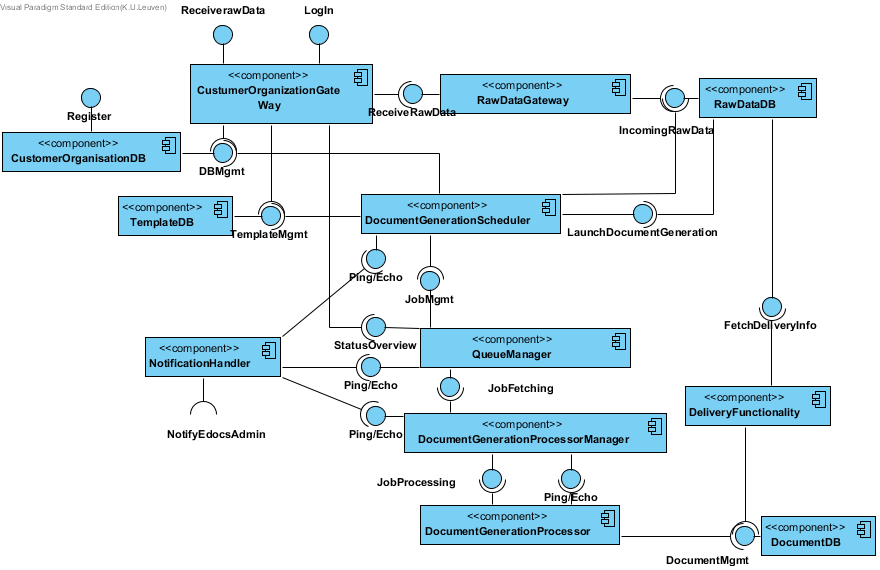 Visual Paradigm Standard Edition(K.U.Leuven)
ReceiverawData
LogIn
<<component>>
CustumerOrganizationGate
Way
<<component>>
RawDataGateway
<<component>>
RawDataDB
Register
ReceiveRawData
IncomingRawData
<<component>>
CustomerOrganisationDB
DBMgmt
<<component>>
TemplateDB
TemplateMgmt
<<component>>
DocumentGenerationScheduler
LaunchDocumentGeneration
Ping/Echo
JobMgmt
FetchDeliveryInfo
StatusOverview
<<component>>
NotificationHandler
<<component>>
QueueManager
Ping/Echo
JobFetching
<<component>>
DeliveryFunctionality
NotifyEdocsAdmin
Ping/Echo
<<component>>
DocumentGenerationProcessorManager
JobProcessing
Ping/Echo
<<component>>
DocumentGenerationProcessor
<<component>>
DocumentDB
DocumentMgmt